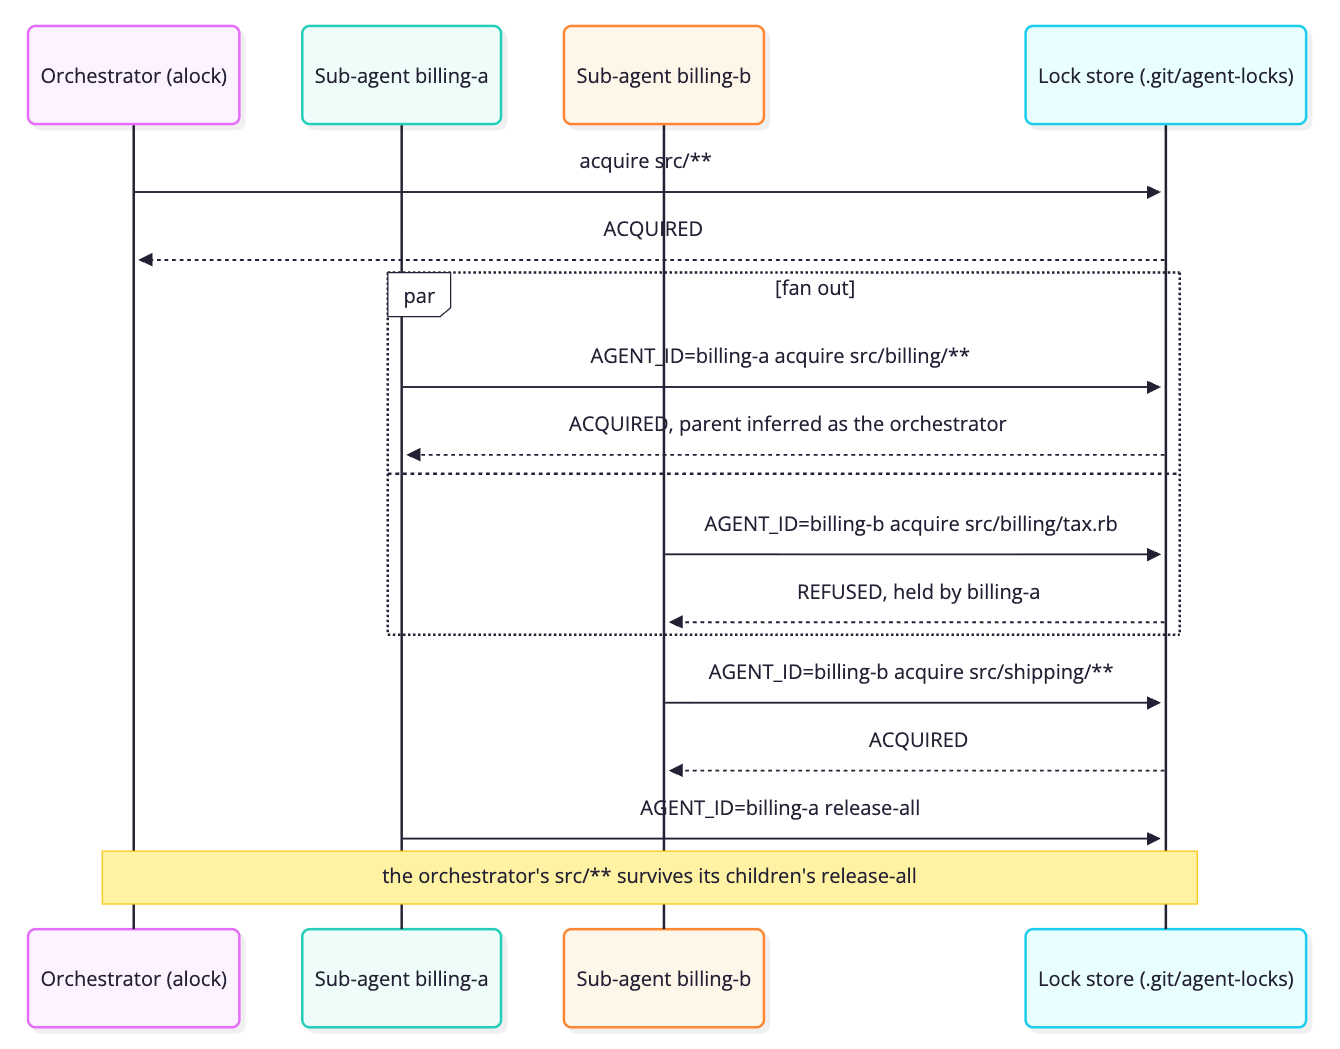 Orchestrator (alock)
Sub-agent billing-a
Sub-agent billing-b
Lock store (.git/agent-locks)
acquire src/**
ACQUIRED
par
[fan out]
AGENT_ID=billing-a acquire src/billing/**
ACQUIRED, parent inferred as the orchestrator
AGENT_ID=billing-b acquire src/billing/tax.rb
REFUSED, held by billing-a
AGENT_ID=billing-b acquire src/shipping/**
ACQUIRED
AGENT_ID=billing-a release-all
the orchestrator's src/** survives its children's release-all
Orchestrator (alock)
Sub-agent billing-a
Sub-agent billing-b
Lock store (.git/agent-locks)